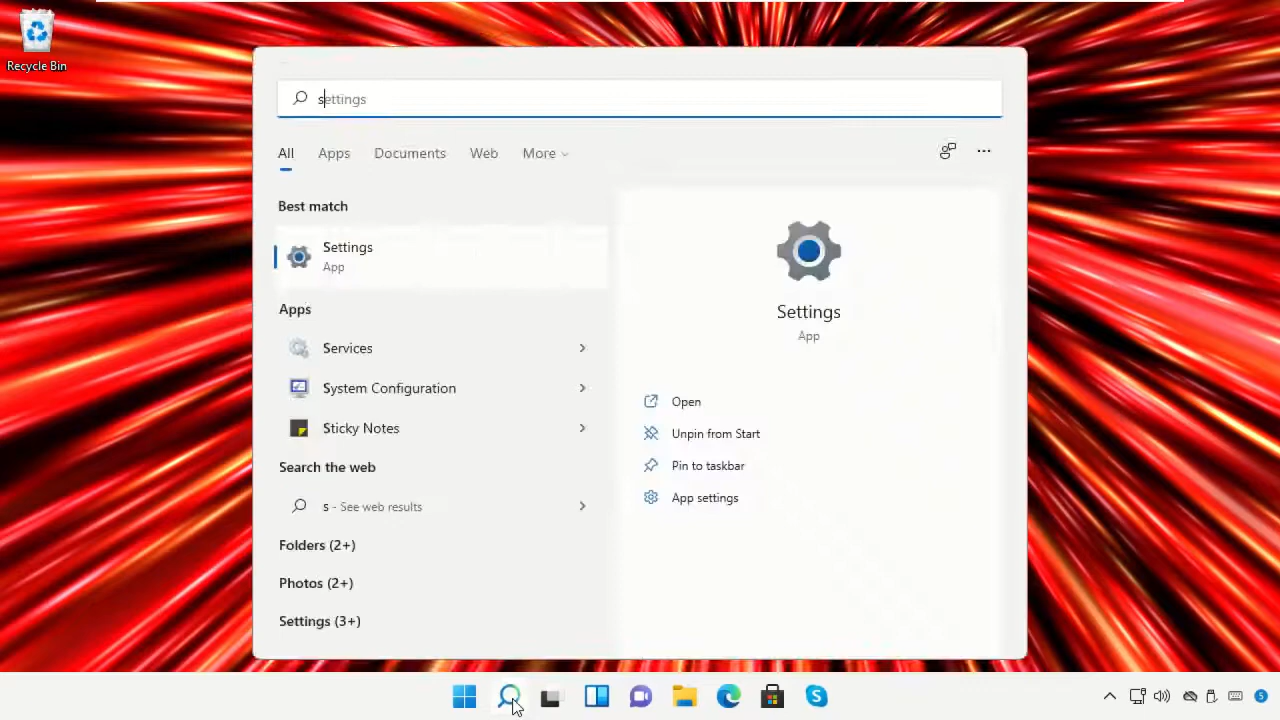 Recycle Bin
settings
All Apps Documents Web More
Best match
Settings
App
Apps
Services
System Configuration
Sticky Notes
Search the web
s - See web results
Folders (2+)
Photos (2+)
Settings (3+)
Settings
App
Open
Unpin from Start
Pin to taskbar
App settings
5